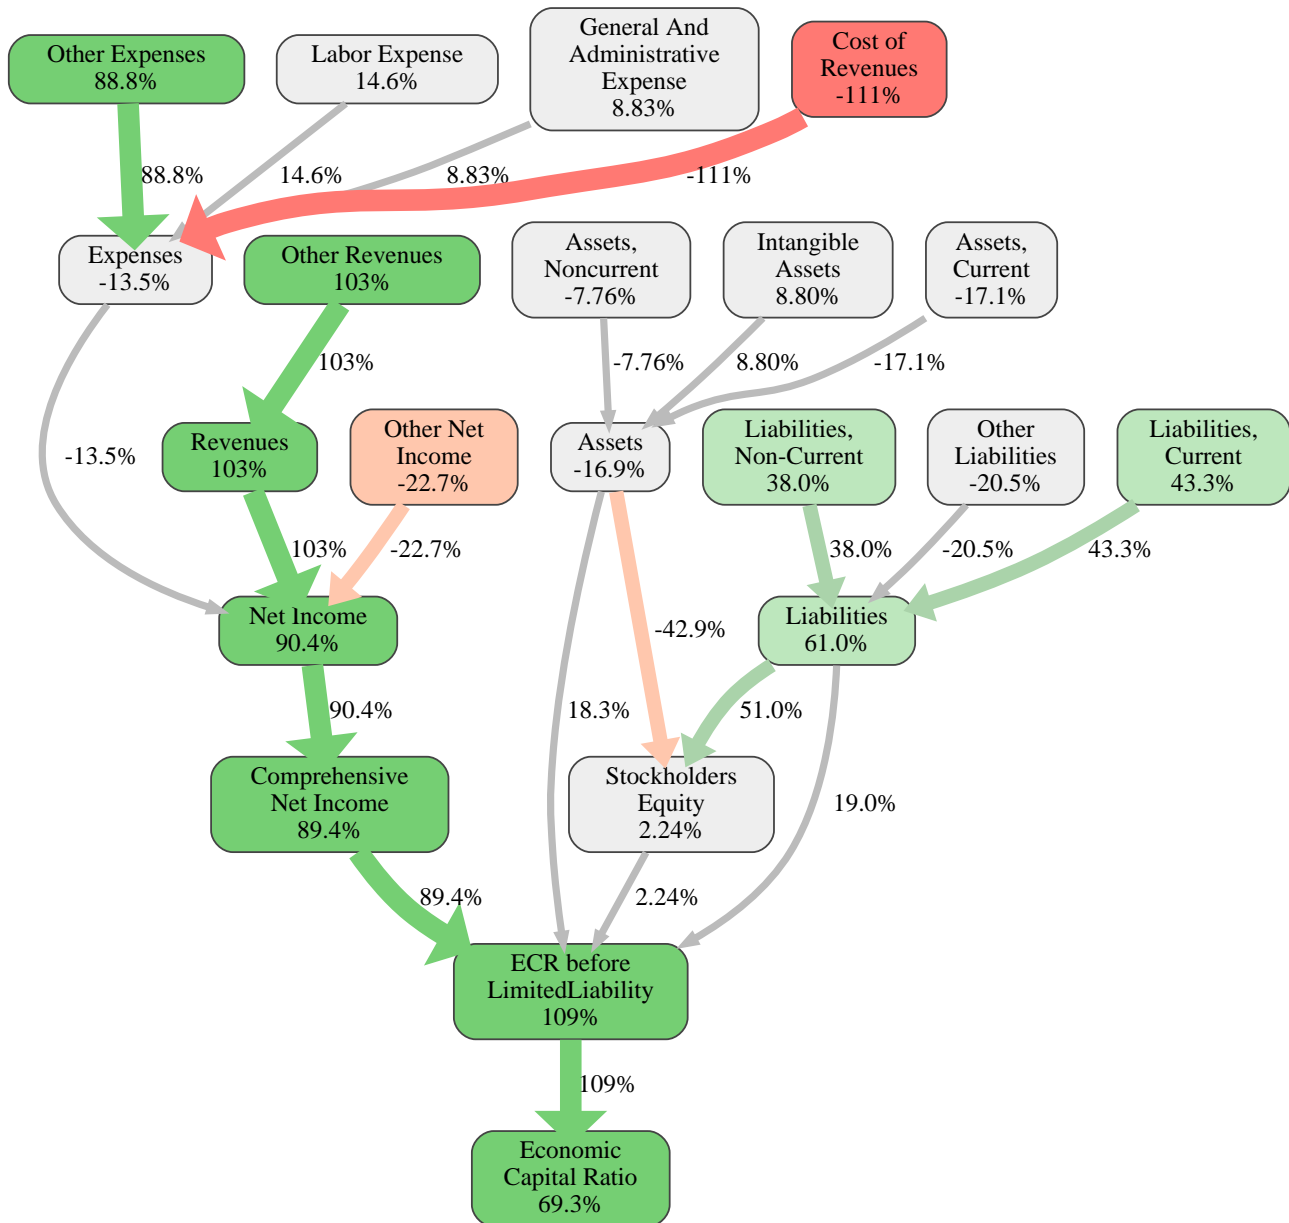 Other Expenses
88.8%
Labor Expense
14.6%
General And
Administrative
Expense
8.83%
Cost of
Revenues
-111%
88.8%
14.6%
8.83%
-111%
Expenses
-13.5%
Other Revenues
103%
Assets,
Noncurrent
-7.76%
Intangible
Assets
8.80%
Assets,
Current
-17.1%
103%
-7.76%
8.80%
-17.1%
-13.5%
Revenues
103%
Other Net
Income
-22.7%
Assets
-16.9%
Liabilities,
Non-Current
38.0%
Other
Liabilities
-20.5%
Liabilities,
Current
43.3%
103%
-22.7%
38.0%
-20.5%
43.3%
Net Income
90.4%
-42.9%
Liabilities
61.0%
90.4%
18.3%
51.0%
Comprehensive
Net Income
89.4%
Stockholders
Equity
2.24%
19.0%
89.4%
2.24%
ECR before
LimitedLiability
109%
109%
Economic
Capital Ratio
69.3%